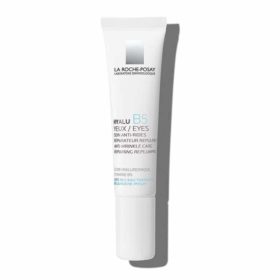 LA ROCHE-POSAY
LABORATOIRE DERMATOLOGIQUE
HYALU B5
YEUX / EYES
SOIN ANTI-RIDES
RÉPARATEUR REPULPANT
ANTI-WRINKLE CARE
REPAIRING REPLUMPING